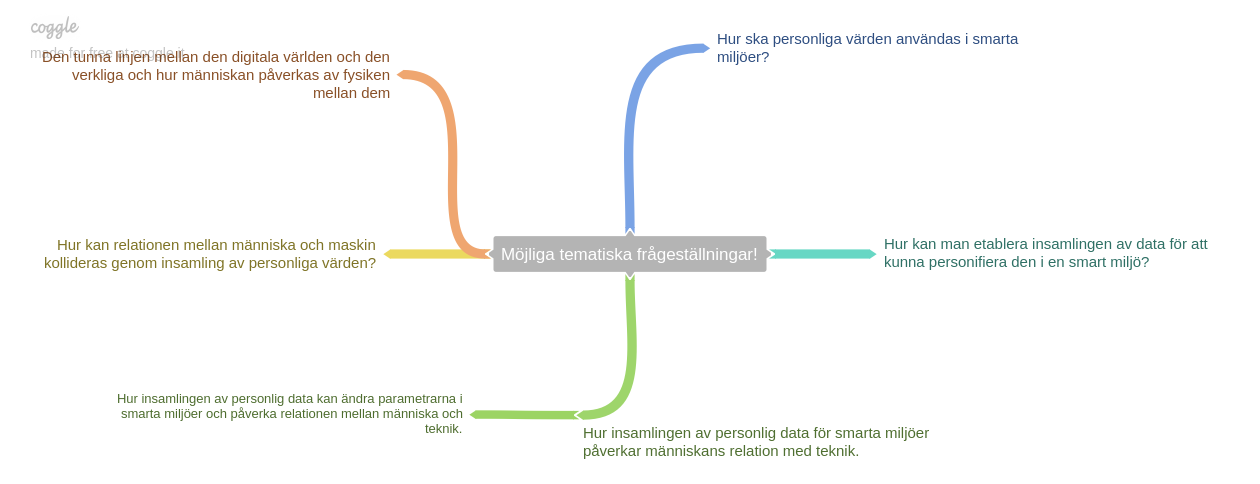 coggle
made for free at coggle.it
Den tunna linjen mellan den digitala världen och den
verkliga och hur människan påverkas av fysiken
mellan dem
Hur ska personliga värden användas i smarta
miljöer?
Hur kan relationen mellan människa och maskin
kollideras genom insamling av personliga värden?
Möjliga tematiska frågeställningar!
Hur kan man etablera insamlingen av data för att
kunna personifiera den i en smart miljö?
Hur insamlingen av personlig data kan ändra parametrarna i
smarta miljöer och påverka relationen mellan människa och
teknik.
Hur insamlingen av personlig data för smarta miljöer
påverkar människans relation med teknik.